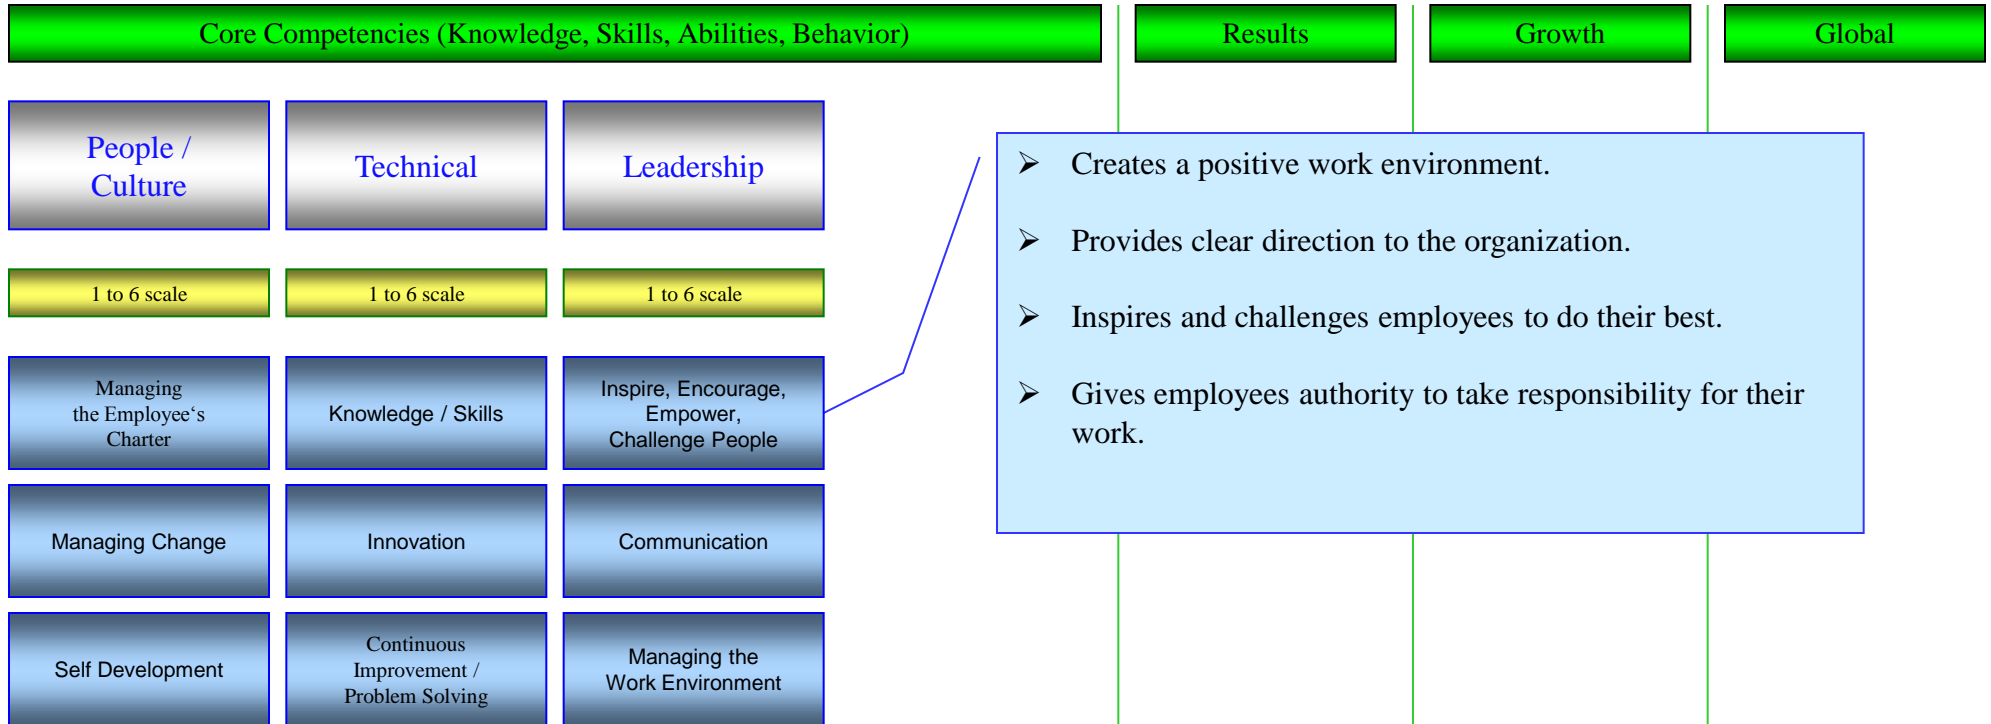 Core Competencies (Knowledge, Skills, Abilities, Behavior)
Results
Growth
Global
People /
Culture
Technical
Leadership
1 to 6 scale
1 to 6 scale
1 to 6 scale
Managing
the Employee‘s
Charter
Knowledge / Skills
Inspire, Encourage,
Empower,
Challenge People
Managing Change
Innovation
Communication
Self Development
Continuous
Improvement /
Problem Solving
Managing the
Work Environment
➢ Creates a positive work environment.
➢ Provides clear direction to the organization.
➢ Inspires and challenges employees to do their best.
➢ Gives employees authority to take responsibility for their
work.